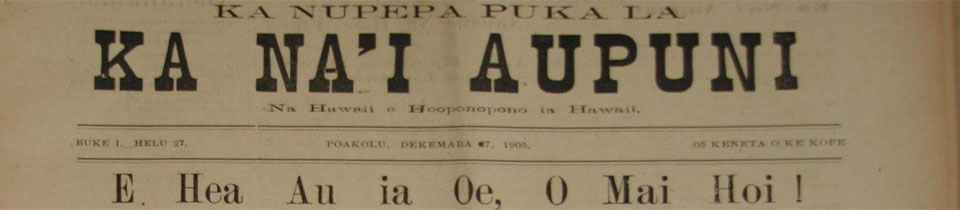 KA NUPEPA PUKA LA
KA NA'I AUPUNI
Na Hawaii e Hooponopono ia Hawaii.
BUKE I. HELU 27. POAKOLU, DEKEMABA 27, 1905, 05 KENETA O KE KOPE
E Hea Au ia Oe, O Mai Hoi!